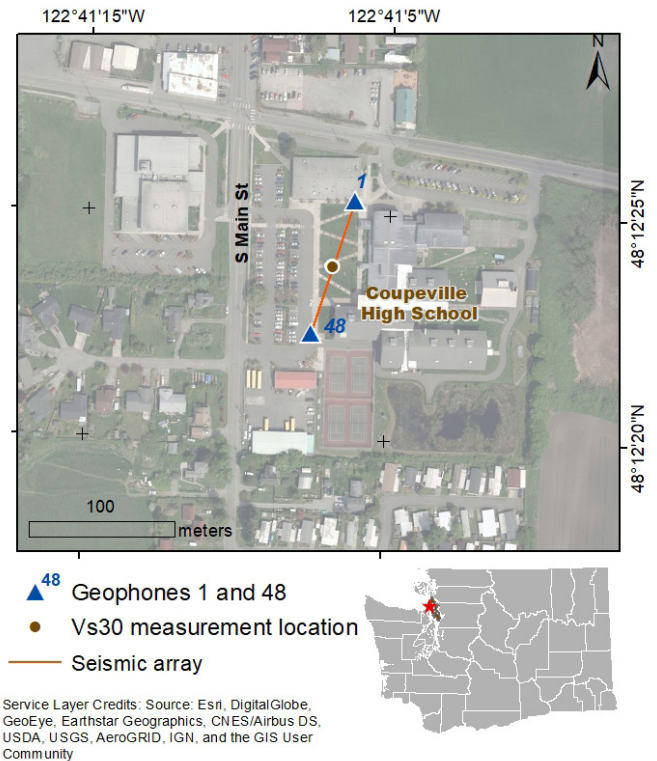 122°41'15"W
122°41'5"W
N
1
S Main St
48°12'25"N
Coupeville
High School
48
48°12'20"N
100
meters
48 Geophones 1 and 48
Vs30 measurement location
Seismic array
Service Layer Credits: Source: Esri, DigitalGlobe,
GeoEye, Earthstar Geographics, CNES/Airbus DS,
USDA, USGS, AeroGRID, IGN, and the GIS User
Community